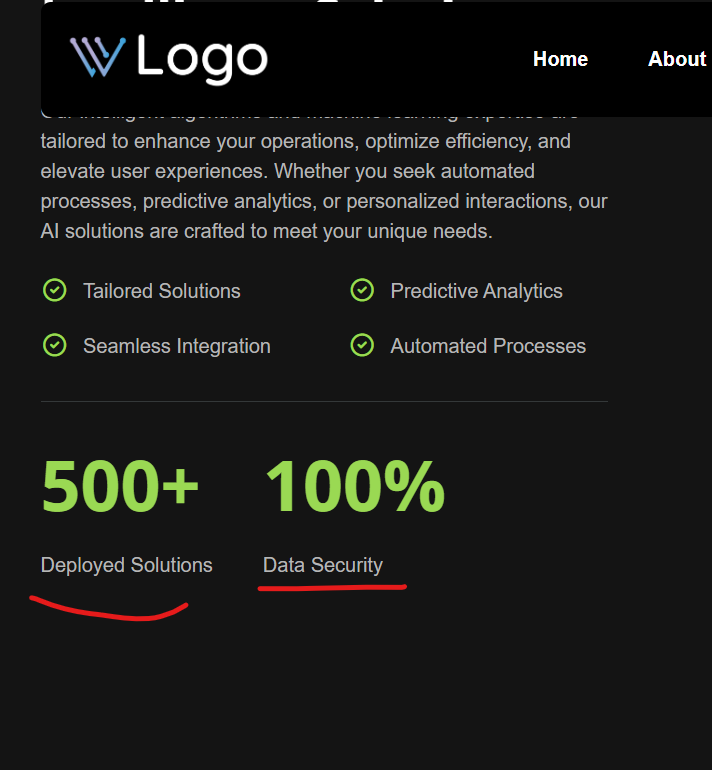 Logo
Home About
tailored to enhance your operations, optimize efficiency, and
elevate user experiences. Whether you seek automated
processes, predictive analytics, or personalized interactions, our
AI solutions are crafted to meet your unique needs.
Tailored Solutions
Predictive Analytics
Seamless Integration
Automated Processes
500+ 100%
Deployed Solutions Data Security